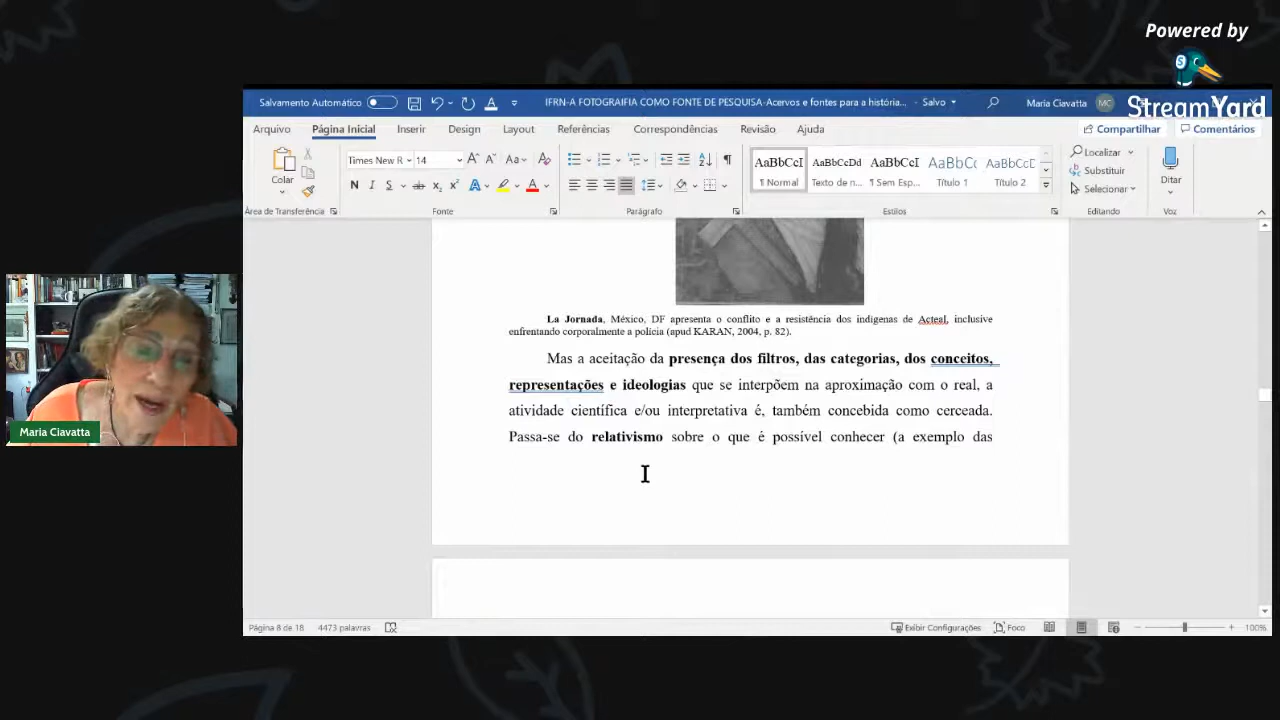 Powered by
StreamYard
Salvamento Automático
IFRN-A FOTOGRAIFIA COMO FONTE DE PESQUISA-Acervos e fontes para a história... - Salvo
Maria Ciavatta MC
Arquivo Página Inicial Inserir Design Layout Referências Correspondências Revisão Ajuda
Compartilhar Comentários
Colar
Times New R 14
N I S ab x₂ x² A A
AaBbCcI AaBbCcDd AaBbCcI AaBbCc AaBbCcD
¶ Normal Texto de n... ¶ Sem Esp... Título 1 Título 2
Localizar
Substituir
Selecionar
Ditar
Área de Transferência Fonte Parágrafo Estilos Editando Voz
La Jornada, México, DF apresenta o conflito e a resistência dos indígenas de Acteal, inclusive
enfrentando corporalmente a polícia (apud KARAN, 2004, p. 82).
Mas a aceitação da presença dos filtros, das categorias, dos conceitos,
representações e ideologias que se interpõem na aproximação com o real, a
atividade científica e/ou interpretativa é, também concebida como cerceada.
Passa-se do relativismo sobre o que é possível conhecer (a exemplo das
Maria Ciavatta
Página 8 de 18 4473 palavras
Exibir Configurações Foco
100%